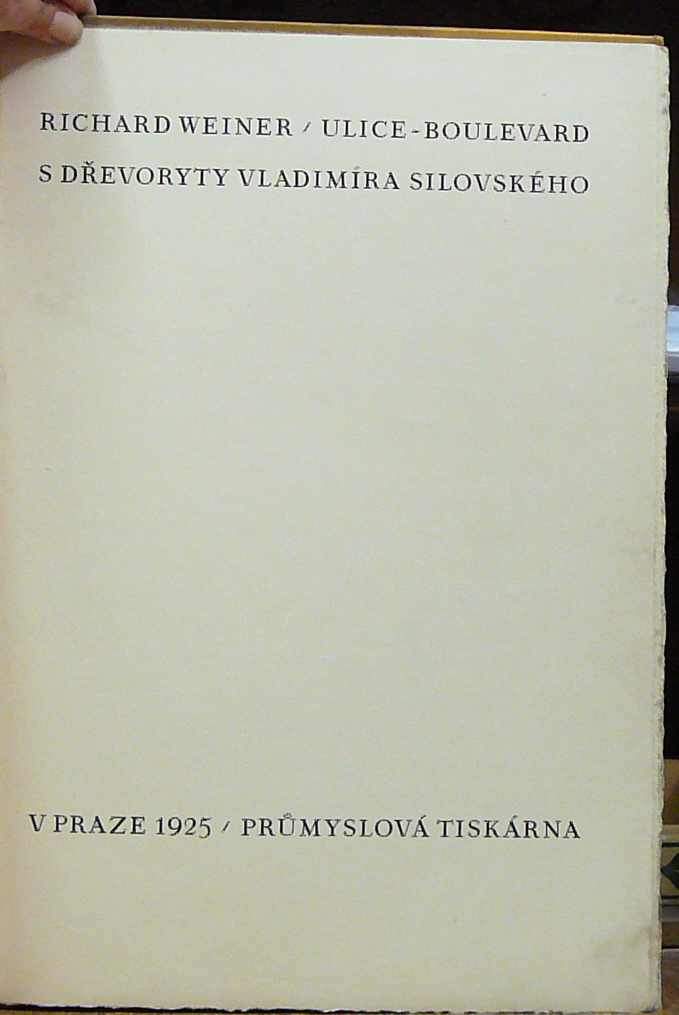 RICHARD WEINER / ULICE-BOULEVARD
S DŘEVORYTY VLADIMÍRA SILOVSKÉHO
V PRAZE 1925 / PRŮMYSLOVÁ TISKÁRNA